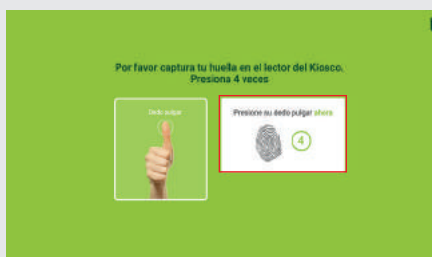 Por favor captura tu huella en el lector del Kiosco.
Presiona 4 veces
Dedo pulgar
Presione su dedo pulgar ahora
4